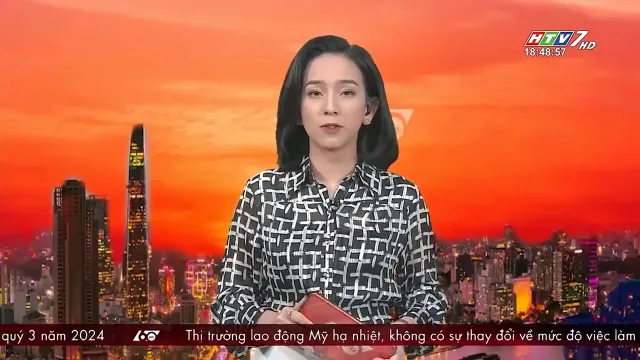 HTV7 HD
18:48:57
quý 3 năm 2024 60 Thị trường lao động Mỹ hạ nhiệt, không có sự thay đổi về mức độ việc làm